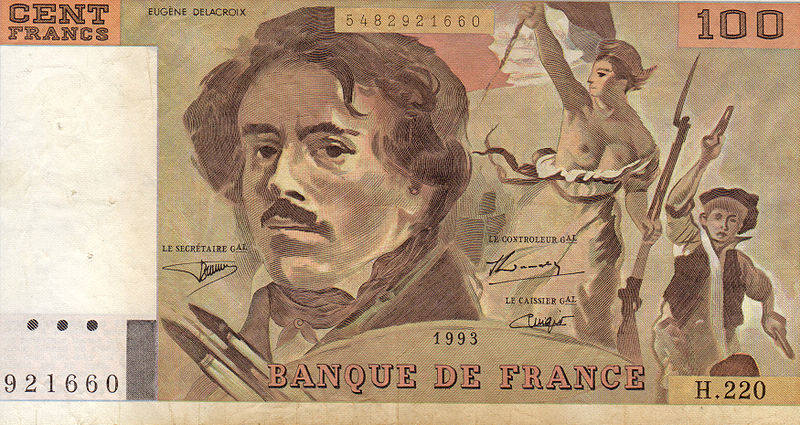 CENT
FRANCS
EUGÈNE DELACROIX
5482921660
100
LE SECRÉTAIRE GAL
LE CONTROLEUR GAL
LE CAISSIER GAL
1993
921660
BANQUE DE FRANCE
H.220